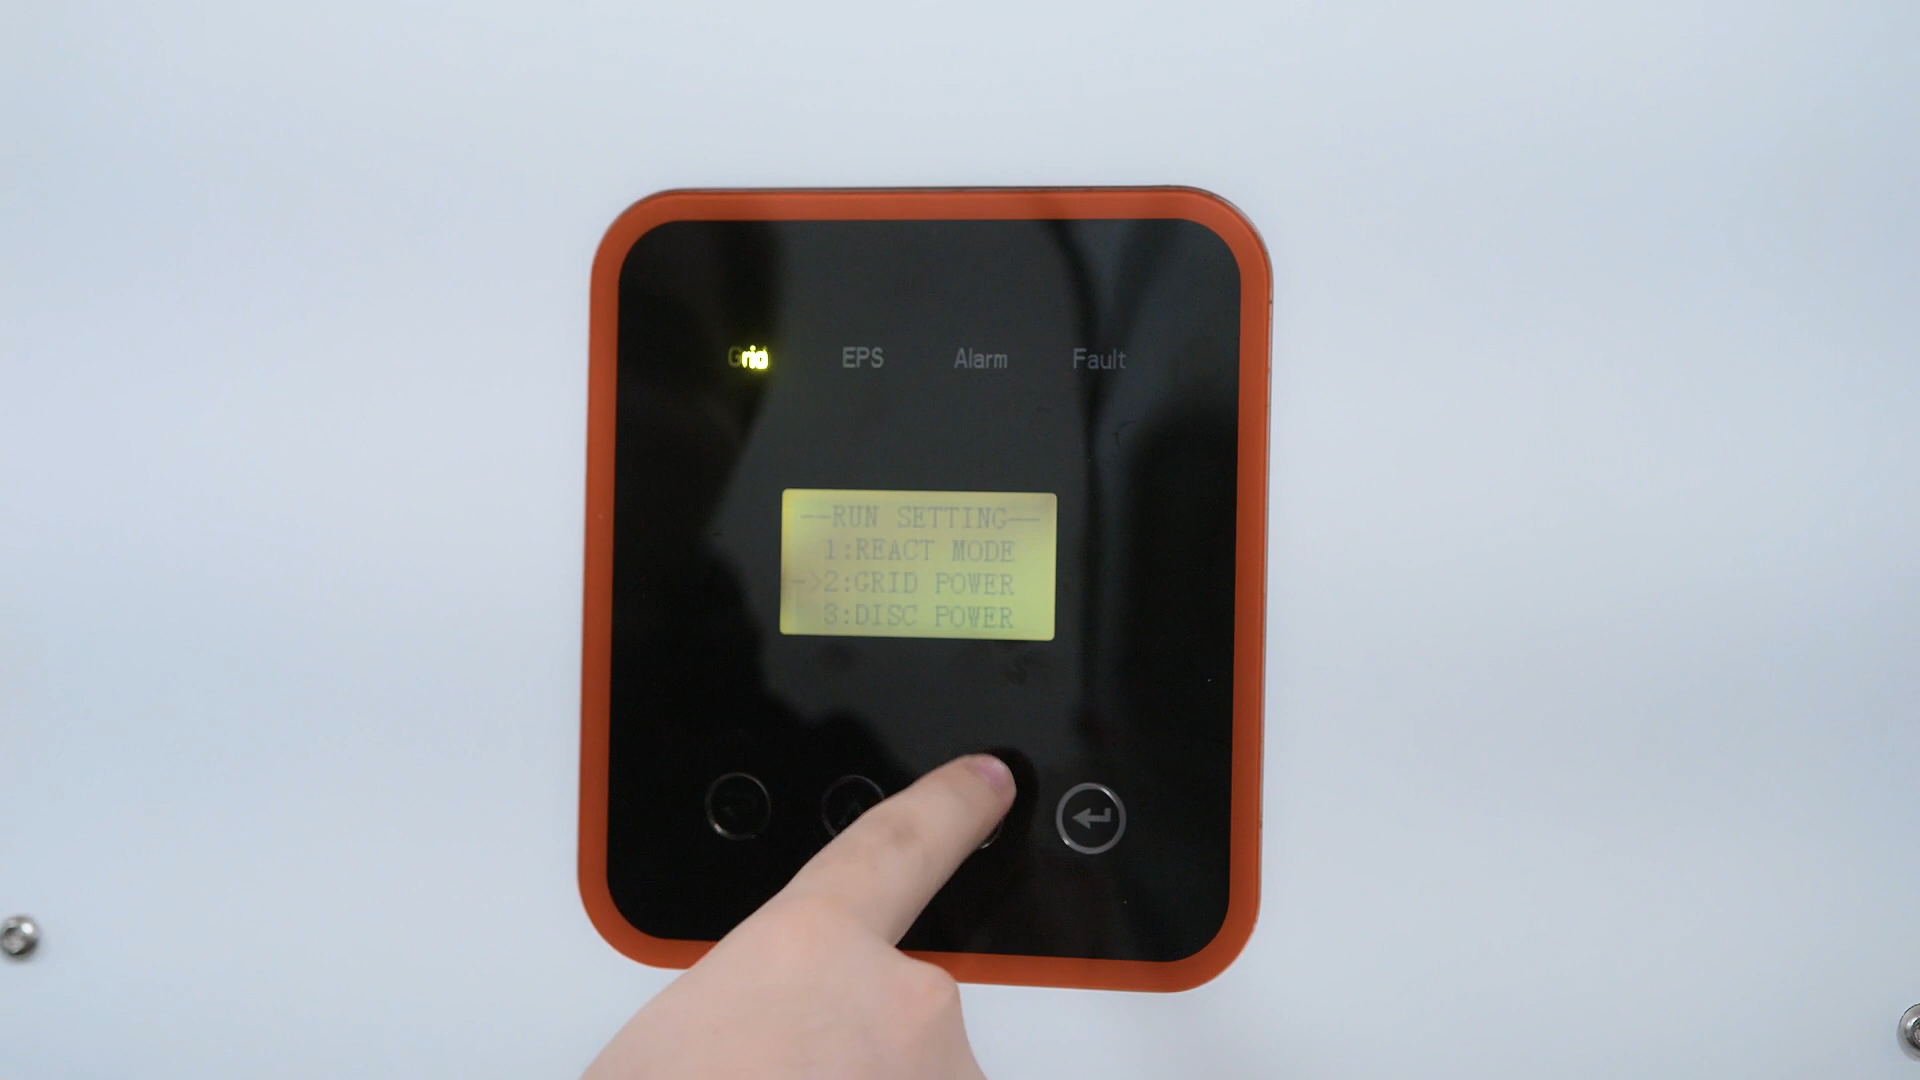 Grid EPS Alarm Fault
--RUN SETTING--
1:REACT MODE
->2:GRID POWER
3:DISC POWER